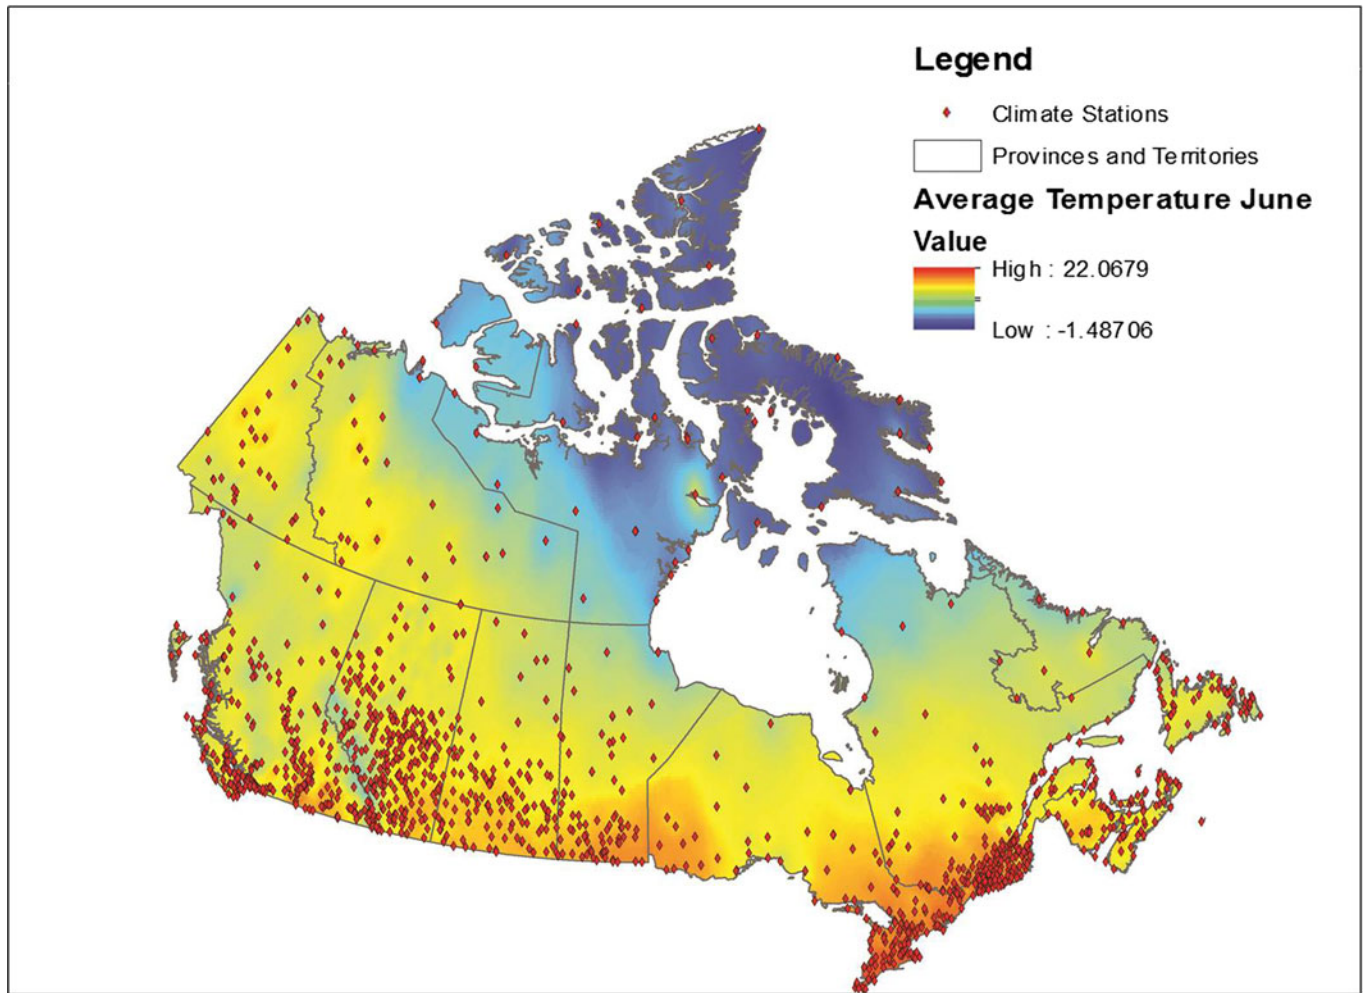 Legend
Climate Stations
Provinces and Territories
Average Temperature June
Value
High : 22.0679
Low : -1.48706